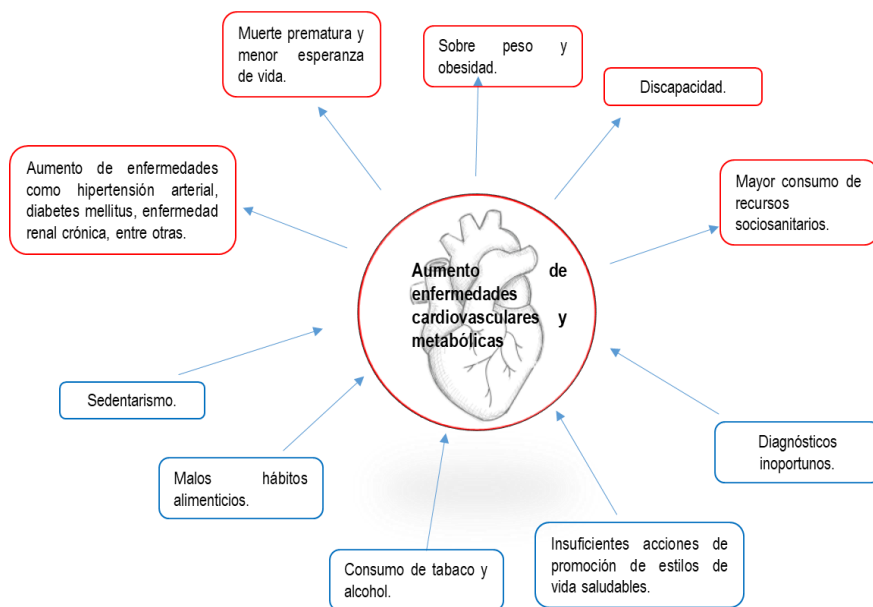 Muerte prematura y
menor esperanza
de vida.
Sobre peso y
obesidad.
Discapacidad.
Aumento de enfermedades
como hipertensión arterial,
diabetes mellitus, enfermedad
renal crónica, entre otras.
Mayor consumo de
recursos
sociosanitarios.
Aumento de
enfermedades
cardiovasculares y
metabólicas
Sedentarismo.
Malos hábitos
alimenticios.
Consumo de tabaco y
alcohol.
Insuficientes acciones de
promoción de estilos de
vida saludables.
Diagnósticos
inoportunos.